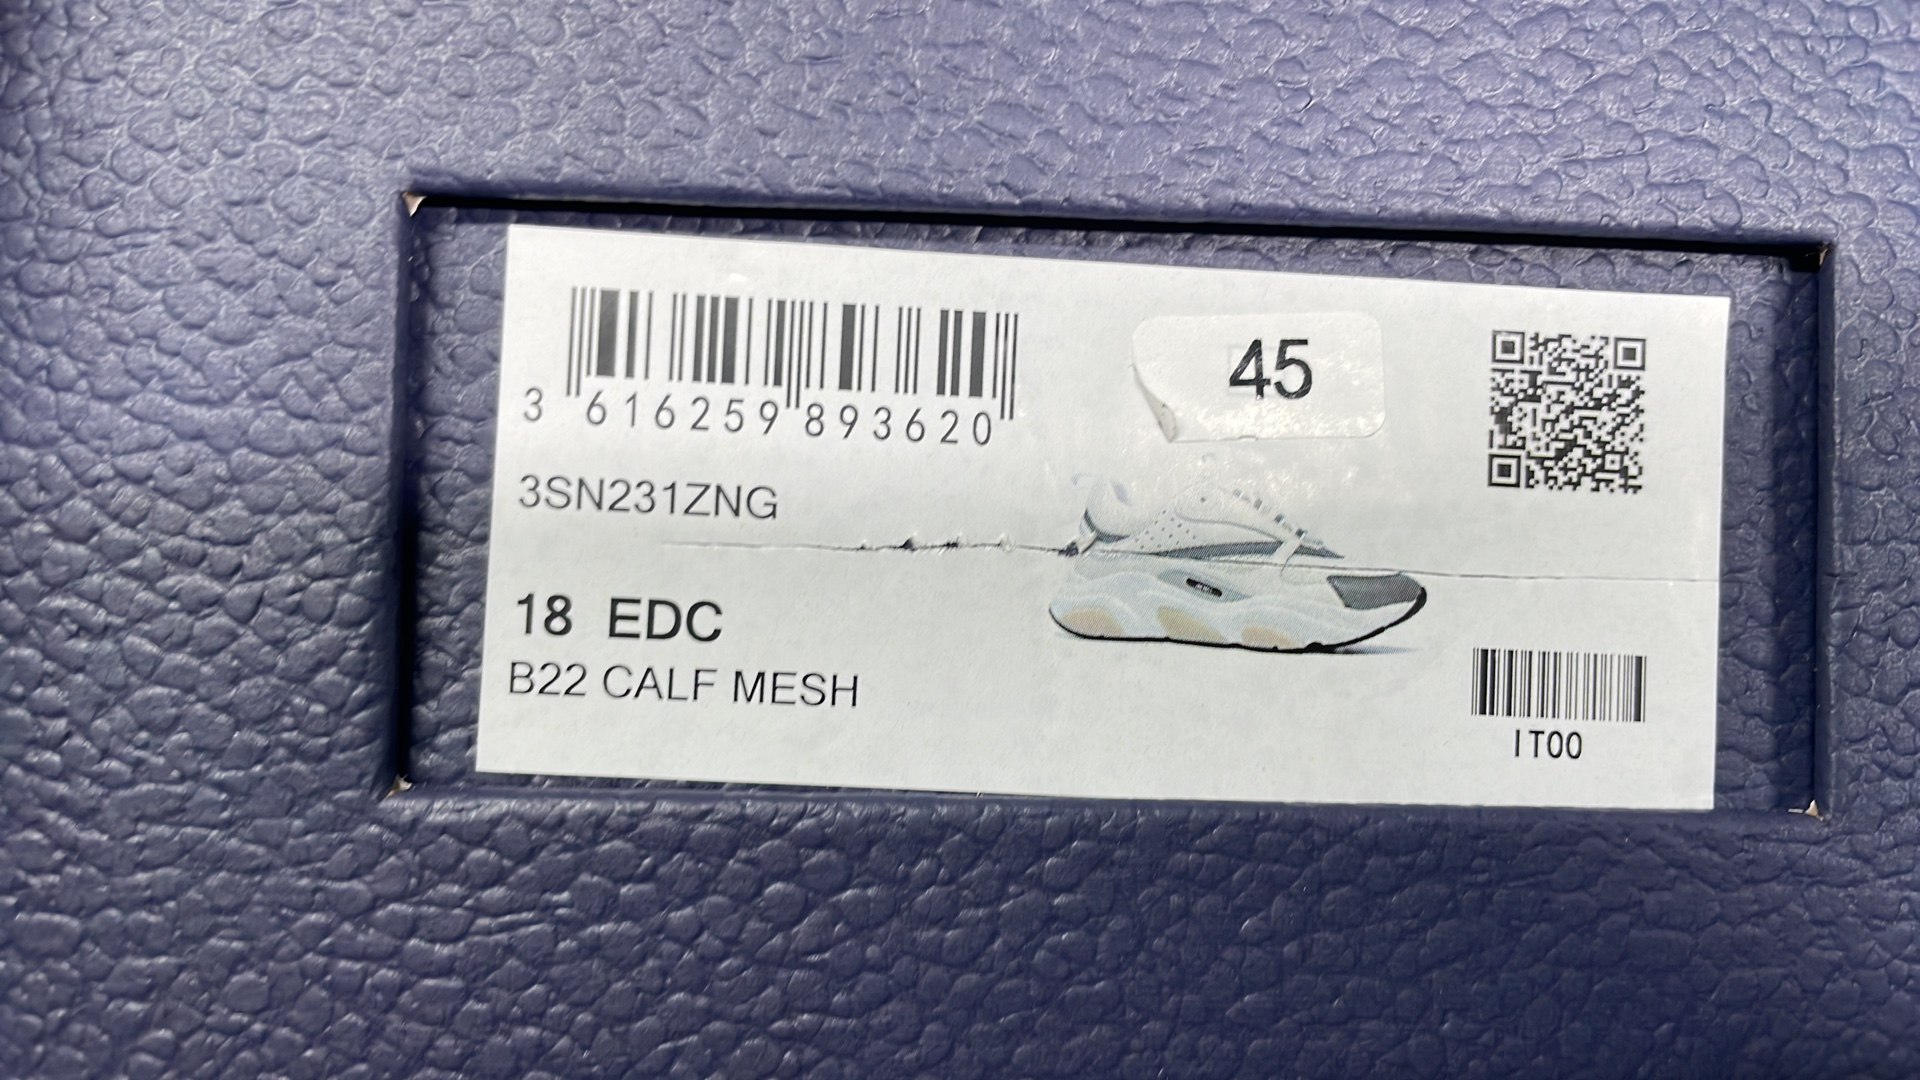 3 616259 893620
45
3SN231ZNG
18 EDC
B22 CALF MESH
IT00